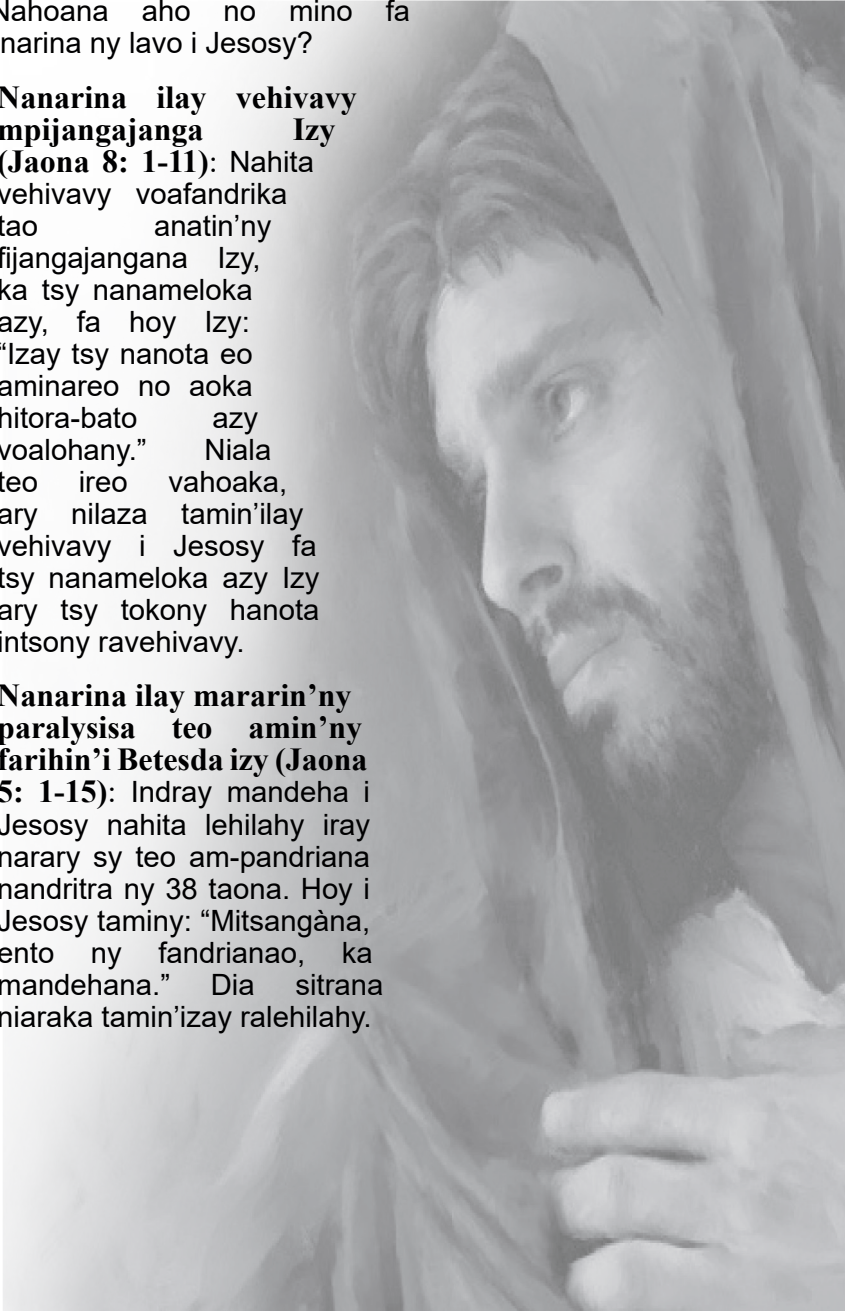 Nahoana aho no mino fa
narina ny lavo i Jesosy?
Nanarina ilay vehivavy
mpijangajanga Izy
(Jaona 8: 1-11): Nahita
vehivavy voafandrika
tao anatin’ny
fijangajangana Izy,
ka tsy nanameloka
azy, fa hoy Izy:
“Izay tsy nanota eo
aminareo no aoka
hitora-bato azy
voalohany.” Niala
teo ireo vahoaka,
ary nilaza tamin’ilay
vehivavy i Jesosy fa
tsy nanameloka azy Izy
ary tsy tokony hanota
intsony ravehivavy.
Nanarina ilay mararin’ny
paralysisa teo amin’ny
farihin’i Betesda izy (Jaona
5: 1-15): Indray mandeha i
Jesosy nahita lehilahy iray
narary sy teo am-pandriana
nandritra ny 38 taona. Hoy i
Jesosy taminy: “Mitsangàna,
ento ny fandrianao, ka
mandehana.” Dia sitrana
niaraka tamin’izay ralehilahy.